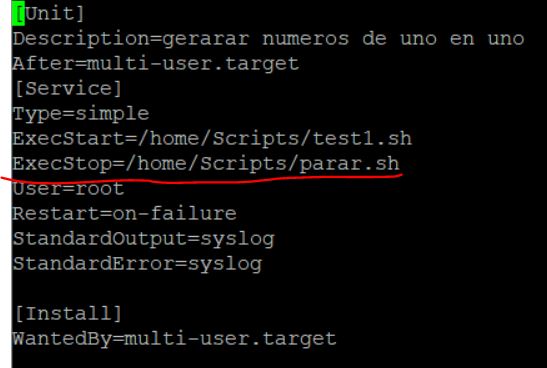 [Unit]
Description=gerarar numeros de uno en uno
After=multi-user.target
[Service]
Type=simple
ExecStart=/home/Scripts/test1.sh
ExecStop=/home/Scripts/parar.sh
User=root
Restart=on-failure
StandardOutput=syslog
StandardError=syslog
[Install]
WantedBy=multi-user.target